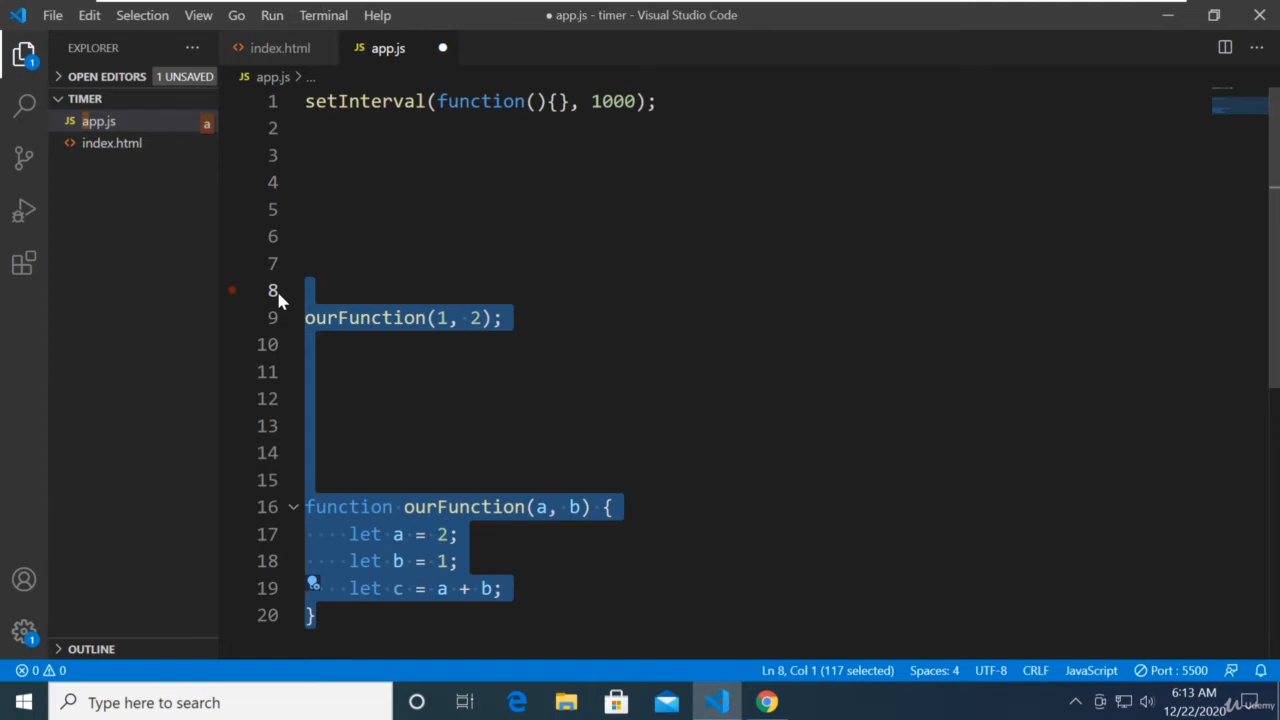 File Edit Selection View Go Run Terminal Help ● app.js - timer - Visual Studio Code
EXPLORER ··· <> index.html JS app.js ●
> OPEN EDITORS 1 UNSAVED JS app.js > ...
TIMER
JS app.js a
<> index.html
1 setInterval(function(){}, 1000);
2
3
4
5
6
7
8
9 ourFunction(1, 2);
10
11
12
13
14
15
16 function ourFunction(a, b) {
17 let a = 2;
18 let b = 1;
19 let c = a + b;
20 }
> OUTLINE
0 0 Ln 8, Col 1 (117 selected) Spaces: 4 UTF-8 CRLF JavaScript Port : 5500
Type here to search
6:13 AM
12/22/2020
Udemy
1
1